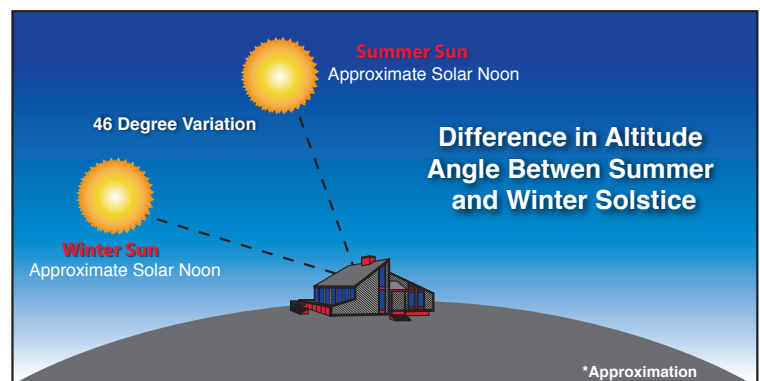 Summer Sun
Approximate Solar Noon
46 Degree Variation
Difference in Altitude
Angle Betwen Summer
and Winter Solstice
Winter Sun
Approximate Solar Noon
*Approximation